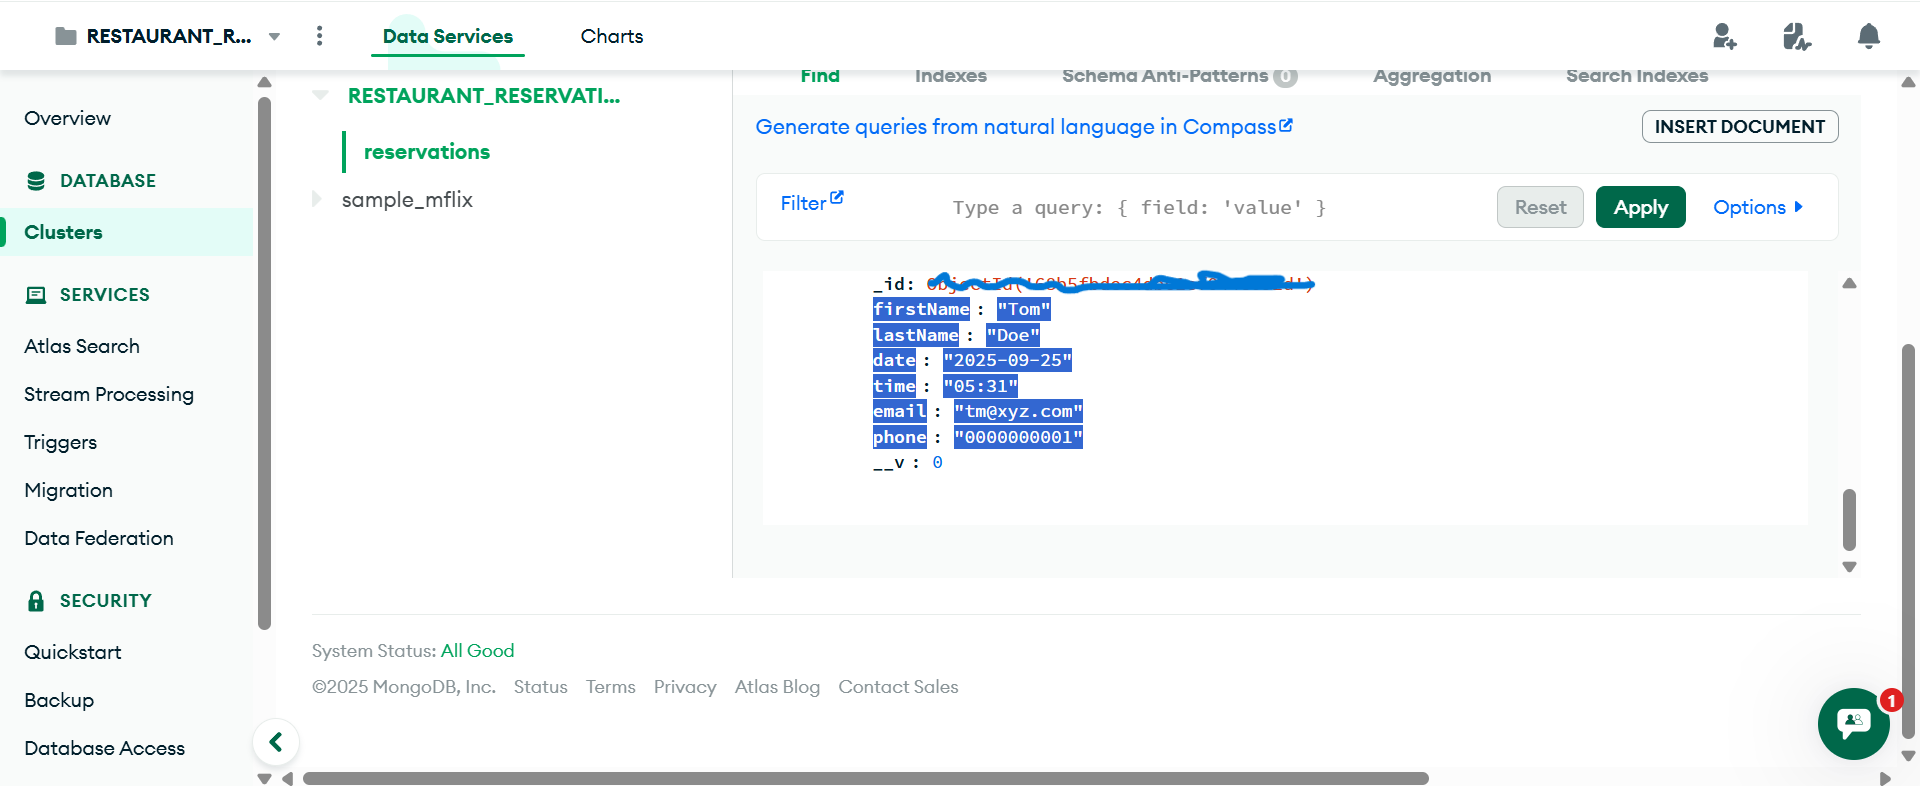 RESTAURANT_R...
Data Services
Charts
Overview
DATABASE
Clusters
SERVICES
Atlas Search
Stream Processing
Triggers
Migration
Data Federation
SECURITY
Quickstart
Backup
Database Access
RESTAURANT_RESERVATI...
reservations
sample_mflix
Find
Indexes
Schema Anti-Patterns 0
Aggregation
Search Indexes
Generate queries from natural language in Compass
INSERT DOCUMENT
Filter
Type a query: { field: 'value' }
Reset
Apply
Options
_id:
firstName : "Tom"
lastName : "Doe"
date : "2025-09-25"
time : "05:31"
email : "tm@xyz.com"
phone : "0000000001"
__v : 0
System Status: All Good
©2025 MongoDB, Inc. Status Terms Privacy Atlas Blog Contact Sales
1